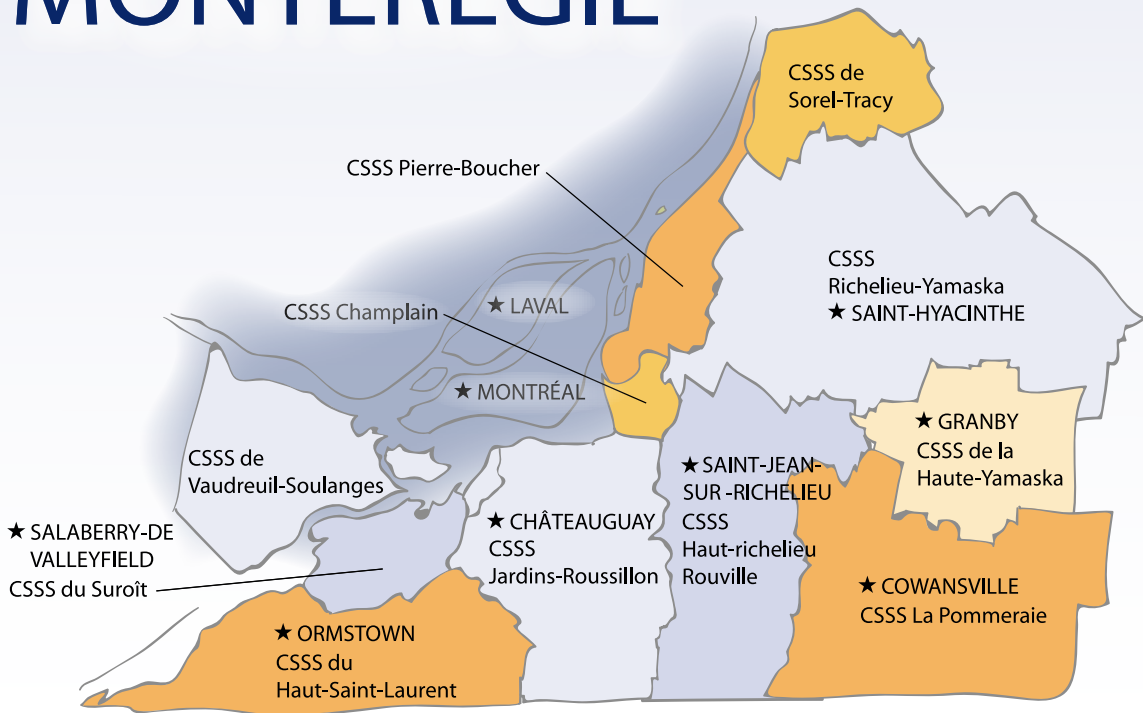 MONTÉRÉGIE
CSSS de
Sorel-Tracy
CSSS Pierre-Boucher
CSSS
Richelieu-Yamaska
★ SAINT-HYACINTHE
CSSS Champlain
★ LAVAL
★ MONTRÉAL
★ GRANBY
CSSS de la
Haute-Yamaska
CSSS de
Vaudreuil-Soulanges
★ SAINT-JEAN-
SUR -RICHELIEU
CSSS
Haut-richelieu
Rouville
★ SALABERRY-DE
VALLEYFIELD
CSSS du Suroît
★ CHÂTEAUGUAY
CSSS
Jardins-Roussillon
★ COWANSVILLE
CSSS La Pommeraie
★ ORMSTOWN
CSSS du
Haut-Saint-Laurent